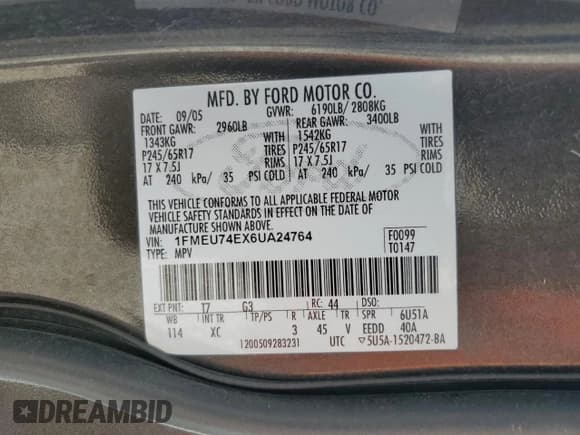 MFD. BY FORD MOTOR CO.
DATE: 09/05 GVWR: 6190LB/ 2808KG
FRONT GAWR: 2960LB REAR GAWR: 3400LB
1343KG WITH 1542KG WITH
P245/65R17 TIRES P245/65R17 TIRES
17 X 7.5J RIMS 17 X 7.5J RIMS
AT 240 kPa/ 35 PSI COLD AT 240 kPa/ 35 PSI COLD
THIS VEHICLE CONFORMS TO ALL APPLICABLE FEDERAL MOTOR
VEHICLE SAFETY STANDARDS IN EFFECT ON THE DATE OF
MANUFACTURE SHOWN ABOVE.
VIN: 1FMEU74EX6UA24764 F0099
TYPE: MPV T0147
EXT PNT: T7 G3 RC: 44 DSO:
WB INT TR TP/PS R AXLE TR SPR 6U51A
114 XC 3 45 V EEDD 40A
1200509283231 UTC 5U5A-1520472-BA
DREAMBID